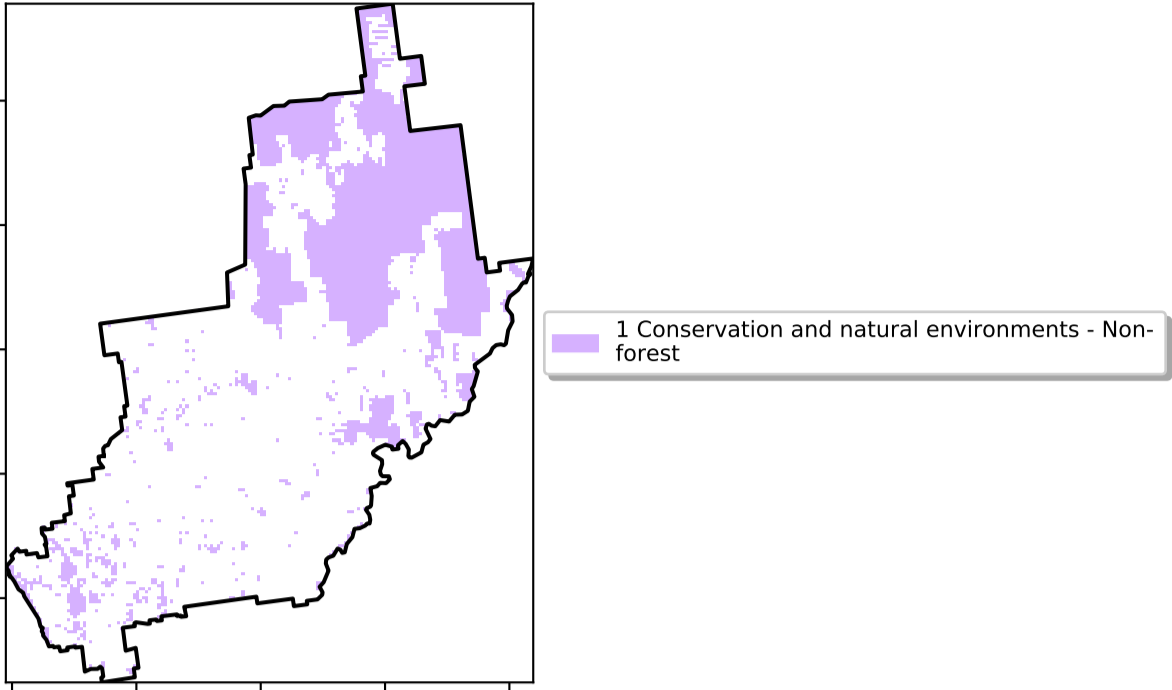 1 Conservation and natural environments - Non-
forest